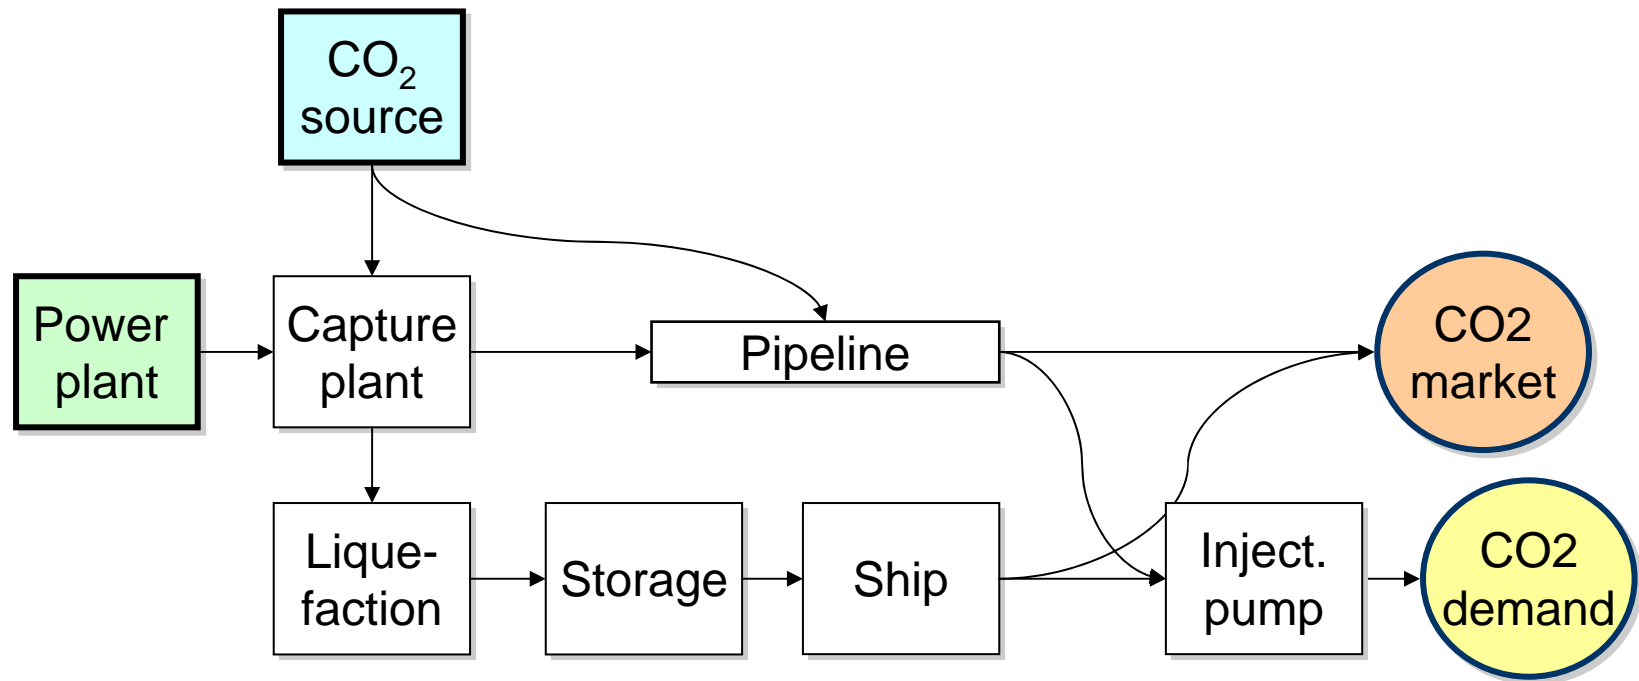 CO₂
source
Power
plant
Capture
plant
Pipeline
CO2
market
Lique-
faction
Storage
Ship
Inject.
pump
CO2
demand